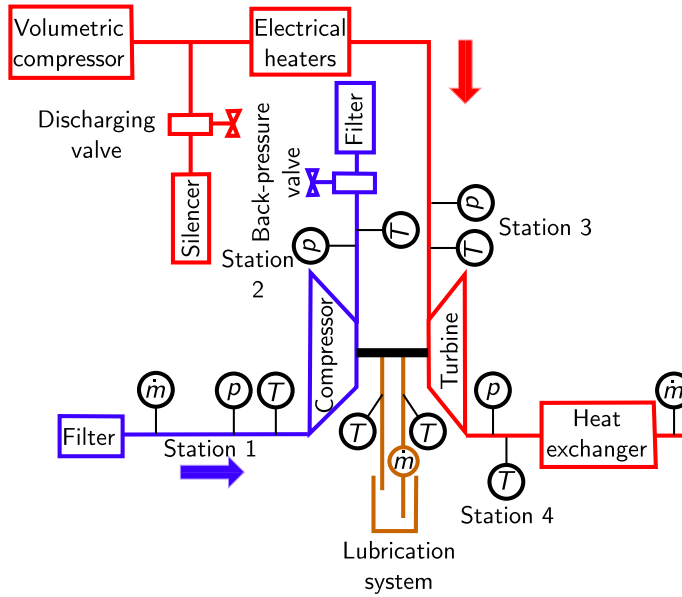 Volumetric
compressor
Electrical
heaters
Discharging
valve
Silencer
Back-pressure
valve
Filter
p
T
Station
2
p
Station 3
T
Compressor
Turbine
ṁ
p
T
Filter
Station 1
T
T
ṁ
Lubrication
system
p
T
Station 4
Heat
exchanger
ṁ